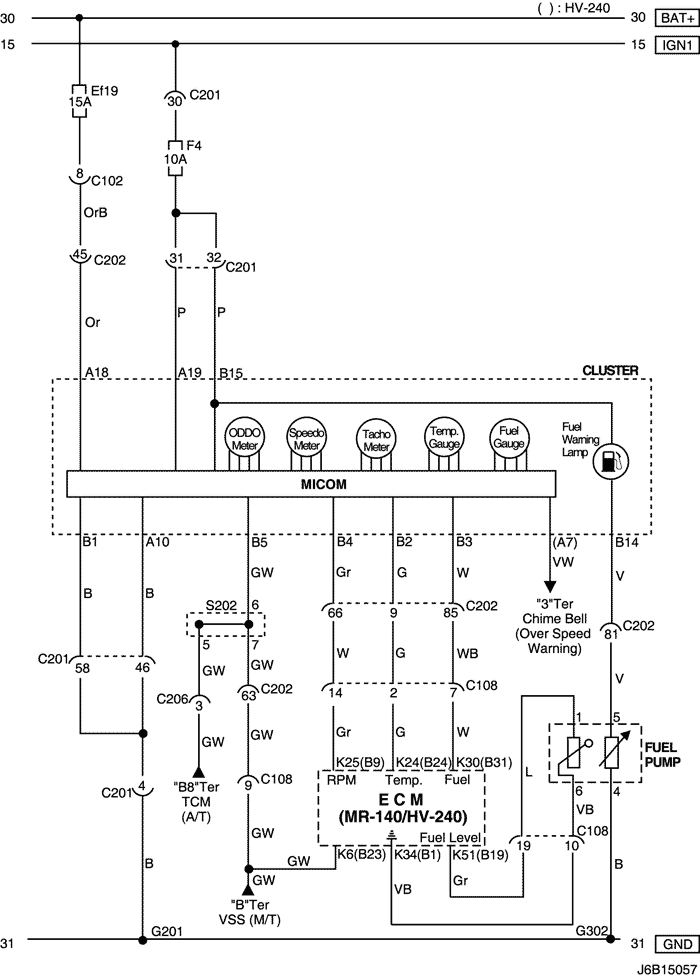 ( ) : HV-240
30 30 BAT+
15 15 IGN1
Ef19
15A
30 C201
F4
10A
8 C102
OrB
45 C202
31 32 C201
Or
P P
A18 A19 B15
CLUSTER
ODDO
Meter
Speedo
Meter
Tacho
Meter
Temp.
Gauge
Fuel
Gauge
Fuel
Warning
Lamp
MICOM
B1 A10 B5 B4 B2 B3 (A7) B14
B B GW Gr G W VW V
"3"Ter
Chime Bell
(Over Speed
Warning)
S202 6
5 7
66 9 85 C202
81 C202
C201 58 46
GW GW W G WB V
C206 3
63 C202
14 2 7 C108
GW GW Gr G W
1 5
FUEL
PUMP
6 4
L VB
"B8"Ter
TCM
(A/T)
C201 4
9 C108
K25(B9) K24(B24) K30(B31)
RPM Temp. Fuel
E C M
(MR-140/HV-240)
Fuel Level
K6(B23) K34(B1) K51(B19)
19 10 C108
B GW GW GW VB Gr B
"B"Ter
VSS (M/T)
G201 G302
31 31 GND
J6B15057